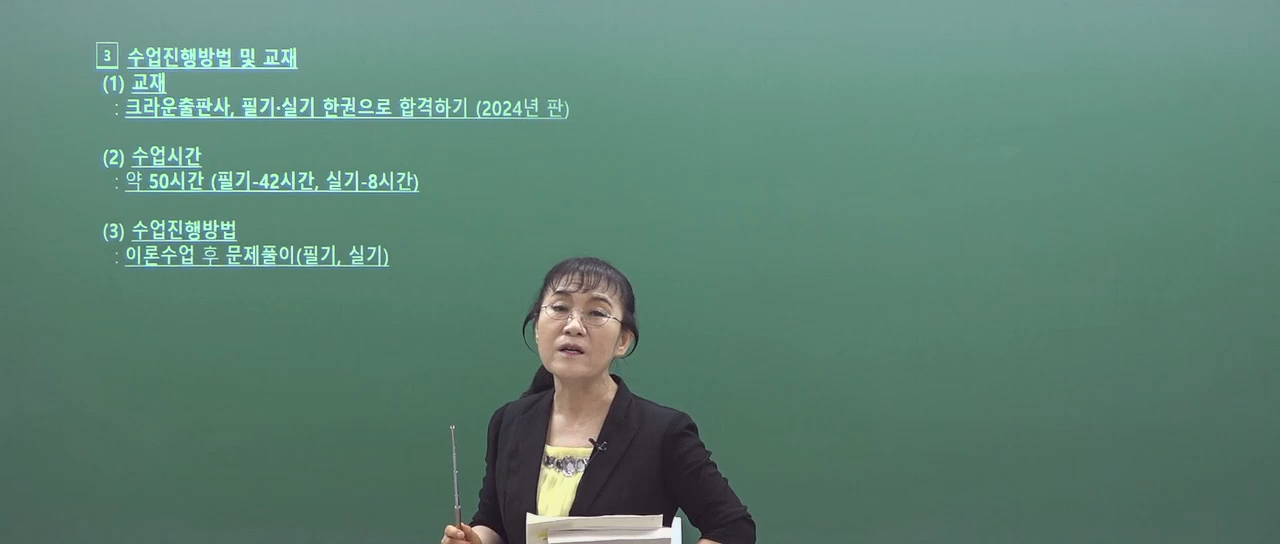 3 수업진행방법 및 교재
(1) 교재
: 크라운출판사, 필기·실기 한권으로 합격하기 (2024년 판)
(2) 수업시간
: 약 50시간 (필기-42시간, 실기-8시간)
(3) 수업진행방법
: 이론수업 후 문제풀이(필기, 실기)